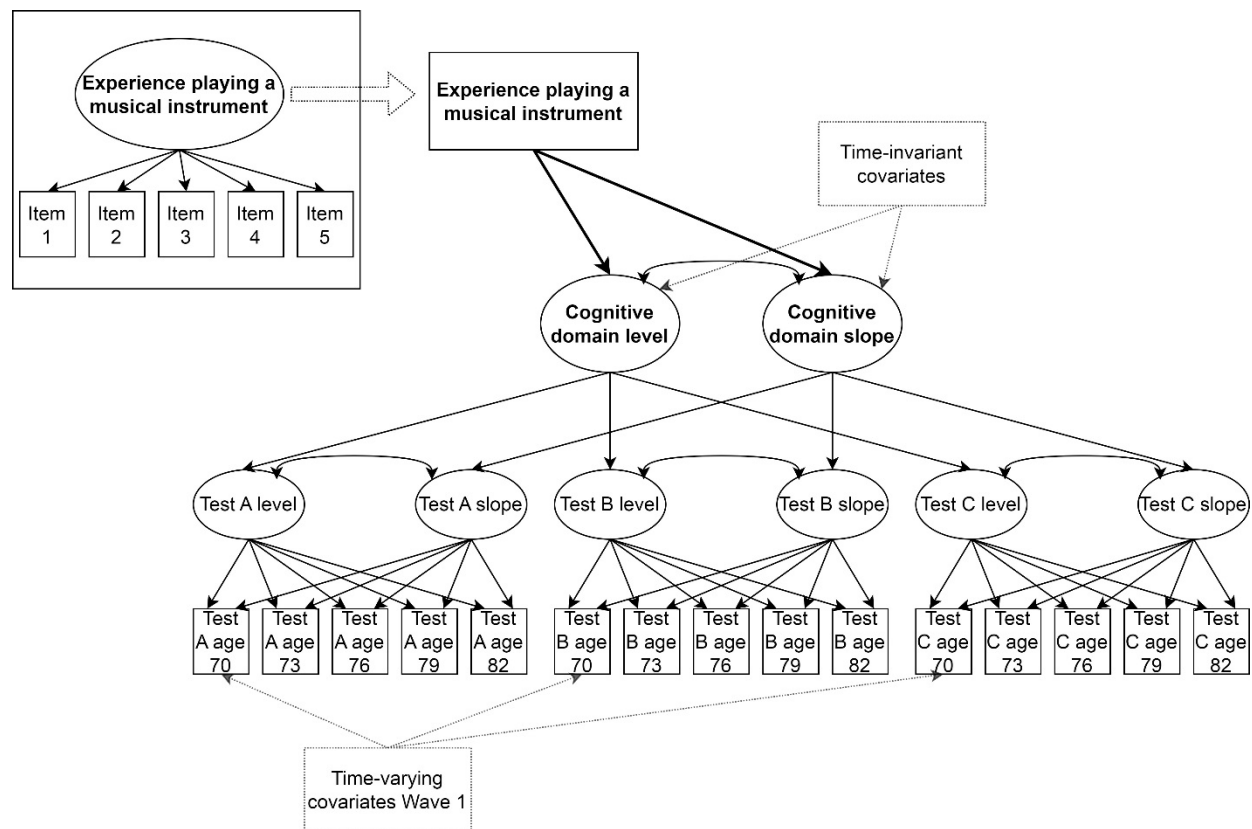 Experience playing a
musical instrument
Item
1
Item
2
Item
3
Item
4
Item
5
Experience playing a
musical instrument
Time-invariant
covariates
Cognitive
domain level
Cognitive
domain slope
Test A level
Test A slope
Test B level
Test B slope
Test C level
Test C slope
Test
A age
70
Test
A age
73
Test
A age
76
Test
A age
79
Test
A age
82
Test
B age
70
Test
B age
73
Test
B age
76
Test
B age
79
Test
B age
82
Test
C age
70
Test
C age
73
Test
C age
76
Test
C age
79
Test
C age
82
Time-varying
covariates Wave 1